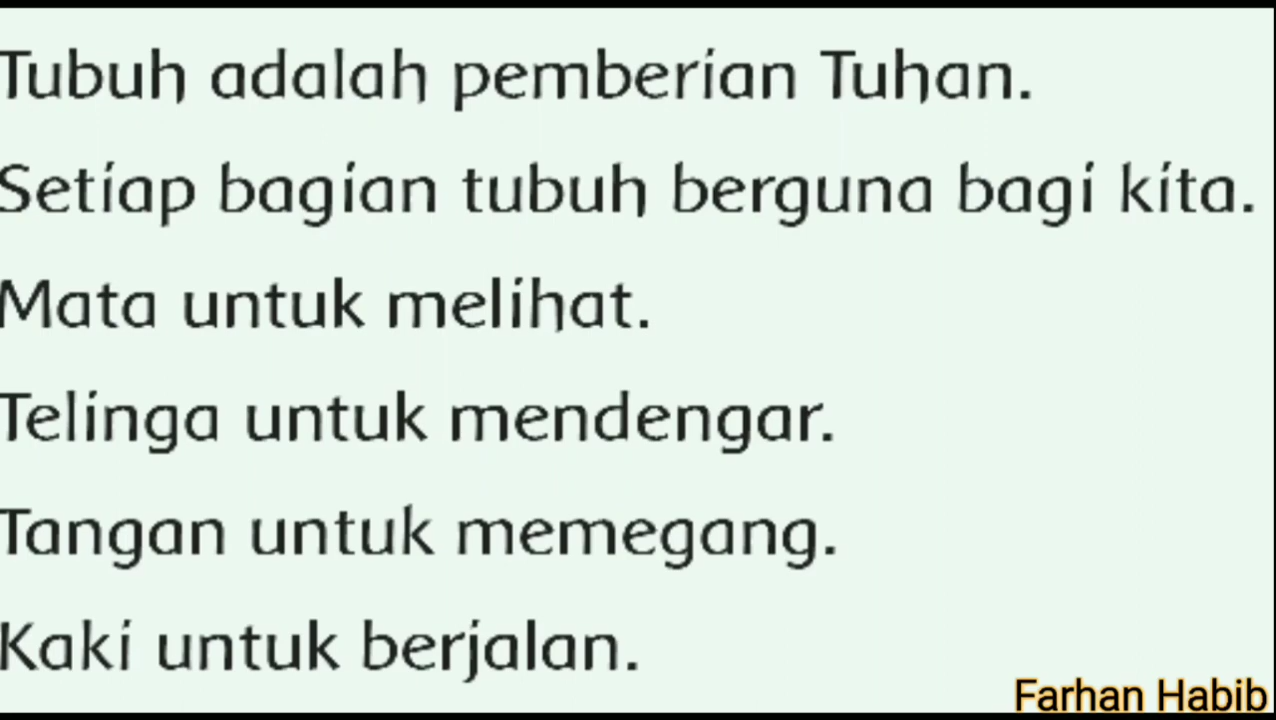 Tubuh adalah pemberian Tuhan.
Setiap bagian tubuh berguna bagi kita.
Mata untuk melihat.
Telinga untuk mendengar.
Tangan untuk memegang.
Kaki untuk berjalan.
Farhan Habib